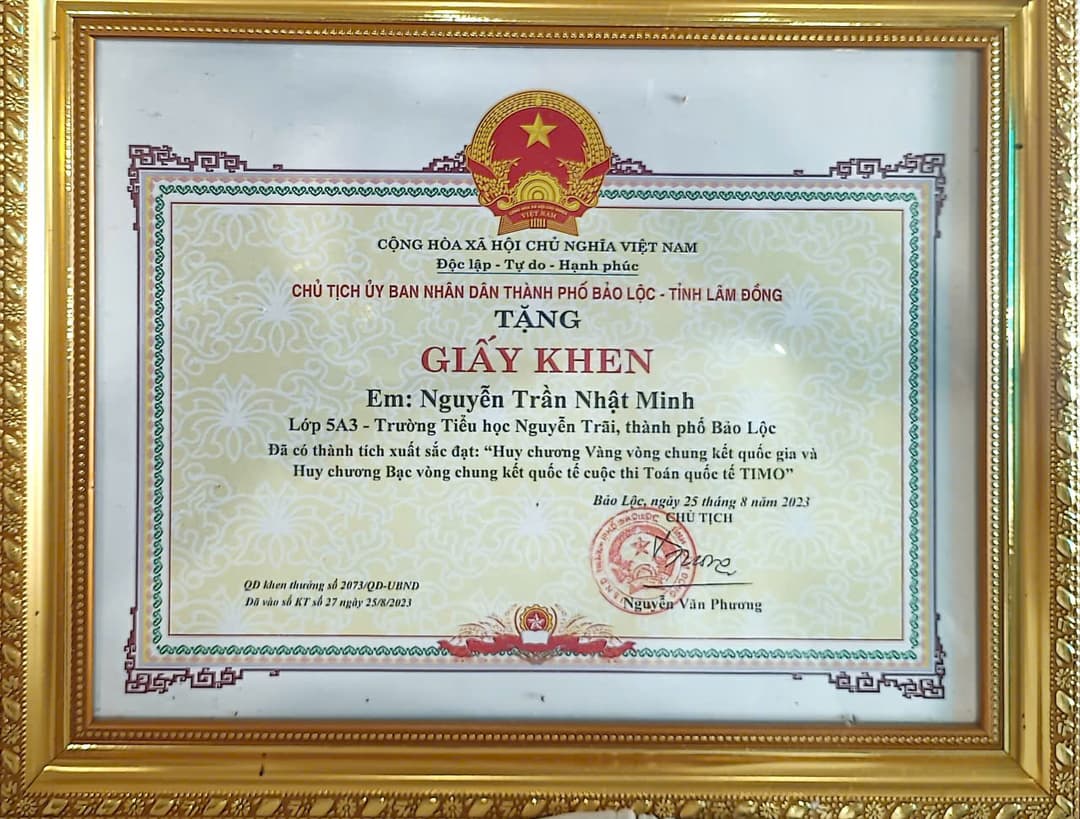 VIỆT NAM
CỘNG HÒA XÃ HỘI CHỦ NGHĨA VIỆT NAM
Độc lập - Tự do - Hạnh phúc
CHỦ TỊCH ỦY BAN NHÂN DÂN THÀNH PHỐ BẢO LỘC - TỈNH LÂM ĐỒNG
TẶNG
GIẤY KHEN
Em: Nguyễn Trần Nhật Minh
Lớp 5A3 - Trường Tiểu học Nguyễn Trãi, thành phố Bảo Lộc
Đã có thành tích xuất sắc đạt: “Huy chương Vàng vòng chung kết quốc gia và
Huy chương Bạc vòng chung kết quốc tế cuộc thi Toán quốc tế TIMO”
Bảo Lộc, ngày 25 tháng 8 năm 2023
CHỦ TỊCH
QĐ khen thưởng số 2073/QĐ-UBND
Đã vào sổ KT số 27 ngày 25/8/2023
Nguyễn Văn Phương